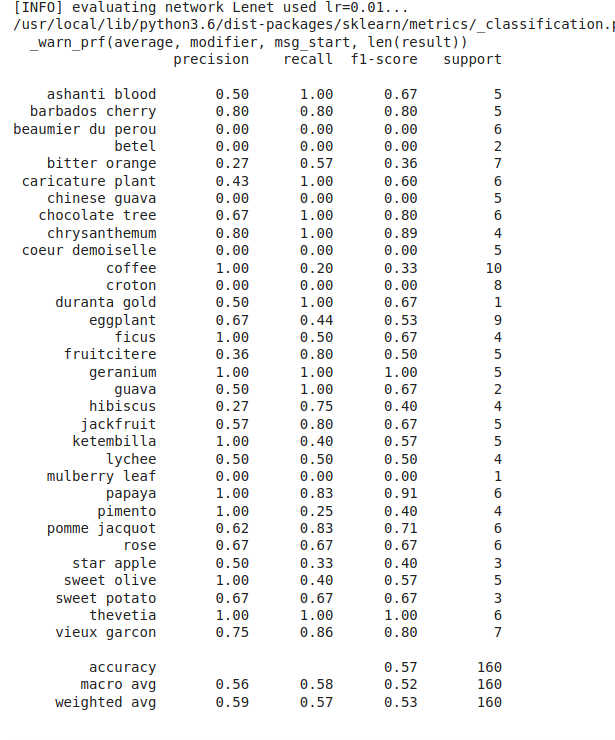 [INFO] evaluating network Lenet used lr=0.01...
/usr/local/lib/python3.6/dist-packages/sklearn/metrics/_classification.p
_warn_prf(average, modifier, msg_start, len(result))
precision recall f1-score support
ashanti blood 0.50 1.00 0.67 5
barbados cherry 0.80 0.80 0.80 5
beaumier du perou 0.00 0.00 0.00 6
betel 0.00 0.00 0.00 2
bitter orange 0.27 0.57 0.36 7
caricature plant 0.43 1.00 0.60 6
chinese guava 0.00 0.00 0.00 5
chocolate tree 0.67 1.00 0.80 6
chrysanthemum 0.80 1.00 0.89 4
coeur demoiselle 0.00 0.00 0.00 5
coffee 1.00 0.20 0.33 10
croton 0.00 0.00 0.00 8
duranta gold 0.50 1.00 0.67 1
eggplant 0.67 0.44 0.53 9
ficus 1.00 0.50 0.67 4
fruitcitere 0.36 0.80 0.50 5
geranium 1.00 1.00 1.00 5
guava 0.50 1.00 0.67 2
hibiscus 0.27 0.75 0.40 4
jackfruit 0.57 0.80 0.67 5
ketembilla 1.00 0.40 0.57 5
lychee 0.50 0.50 0.50 4
mulberry leaf 0.00 0.00 0.00 1
papaya 1.00 0.83 0.91 6
pimento 1.00 0.25 0.40 4
pomme jacquot 0.62 0.83 0.71 6
rose 0.67 0.67 0.67 6
star apple 0.50 0.33 0.40 3
sweet olive 1.00 0.40 0.57 5
sweet potato 0.67 0.67 0.67 3
thevetia 1.00 1.00 1.00 6
vieux garcon 0.75 0.86 0.80 7
accuracy 0.57 160
macro avg 0.56 0.58 0.52 160
weighted avg 0.59 0.57 0.53 160